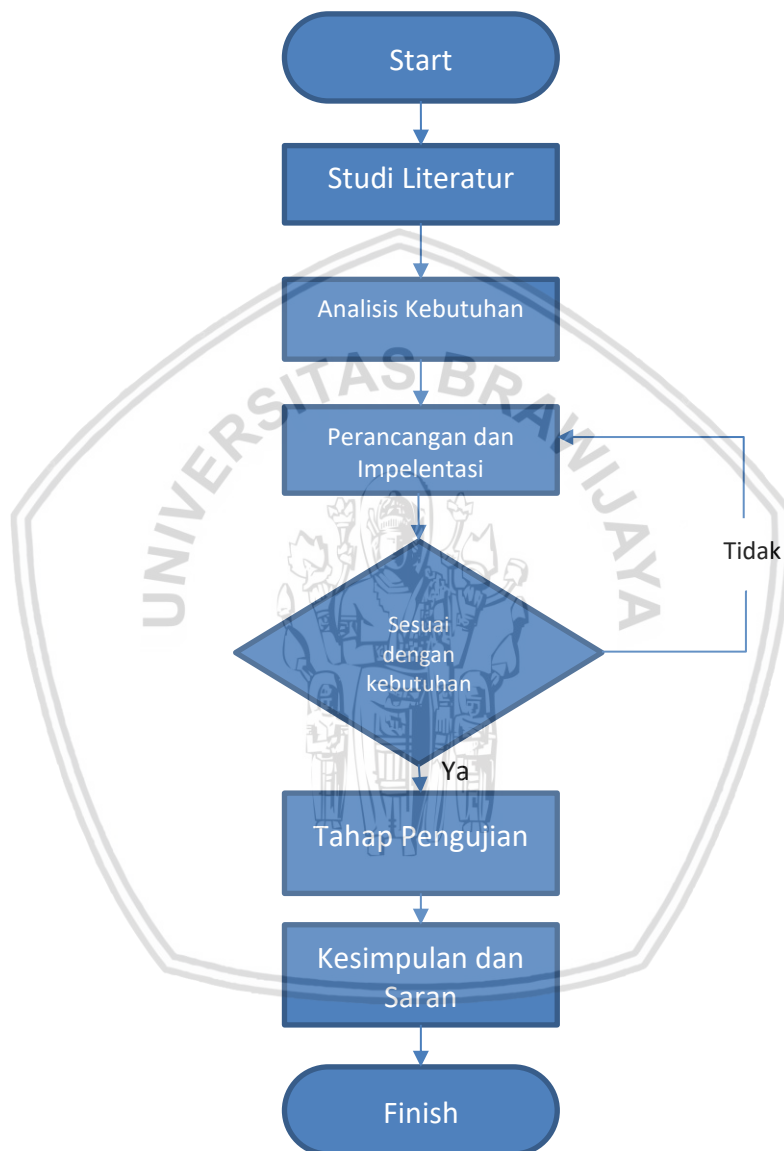 Start
Studi Literatur
Analisis Kebutuhan
UNIVERSITAS BRAWIJAYA
Perancangan dan
Impelentasi
Tidak
Sesuai
dengan
kebutuhan
Ya
Tahap Pengujian
Kesimpulan dan
Saran
Finish